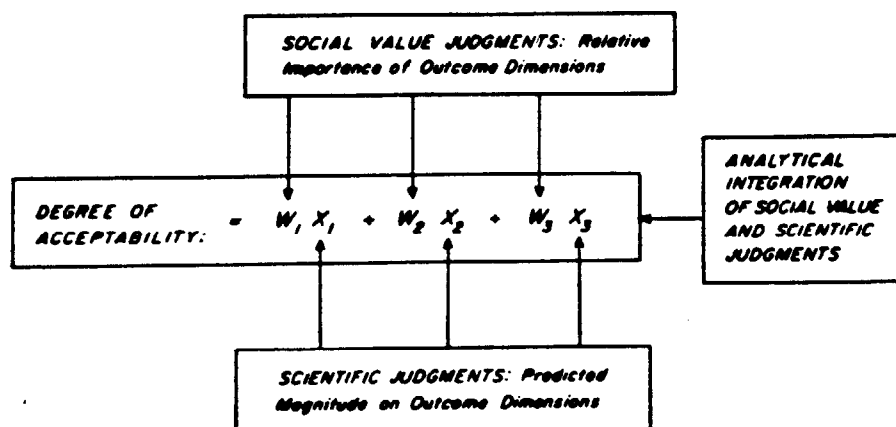 SOCIAL VALUE JUDGMENTS: Relative
Importance of Outcome Dimensions
DEGREE OF
ACCEPTABILITY:
= W₁ X₁ + W₂ X₂ + W₃ X₃
ANALYTICAL
INTEGRATION
OF SOCIAL VALUE
AND SCIENTIFIC
JUDGMENTS
SCIENTIFIC JUDGMENTS: Predicted
Magnitude on Outcome Dimensions